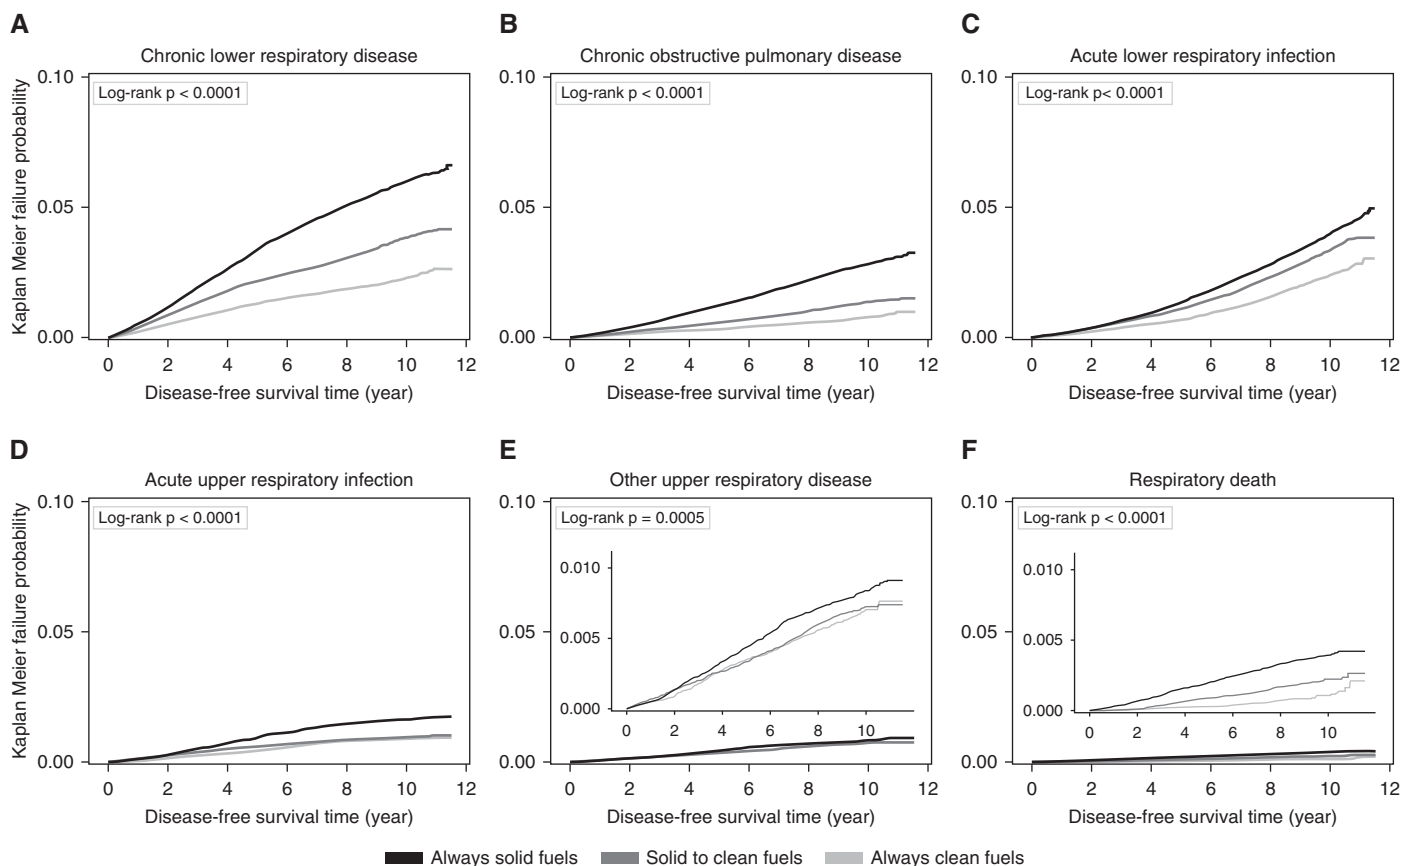 A
Chronic lower respiratory disease
Log-rank p < 0.0001
Kaplan Meier failure probability
0.10
0.05
0.00
0 2 4 6 8 10 12
Disease-free survival time (year)
B
Chronic obstructive pulmonary disease
Log-rank p < 0.0001
0.10
0.05
0.00
0 2 4 6 8 10 12
Disease-free survival time (year)
C
Acute lower respiratory infection
Log-rank p< 0.0001
0.10
0.05
0.00
0 2 4 6 8 10 12
Disease-free survival time (year)
D
Acute upper respiratory infection
Log-rank p < 0.0001
Kaplan Meier failure probability
0.10
0.05
0.00
0 2 4 6 8 10 12
Disease-free survival time (year)
E
Other upper respiratory disease
Log-rank p = 0.0005
0.10
0.05
0.00
0.010
0.005
0.000
0 2 4 6 8 10
0 2 4 6 8 10 12
Disease-free survival time (year)
F
Respiratory death
Log-rank p < 0.0001
0.10
0.05
0.00
0.010
0.005
0.000
0 2 4 6 8 10
0 2 4 6 8 10 12
Disease-free survival time (year)
Always solid fuels Solid to clean fuels Always clean fuels